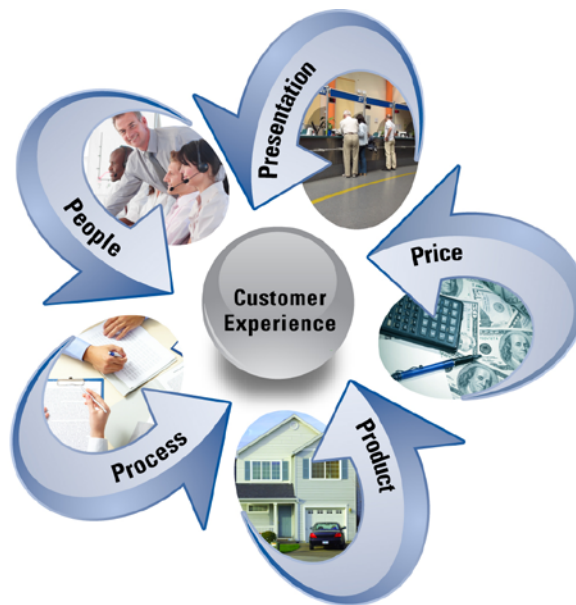 Presentation
People
Price
Customer
Experience
Process
Product